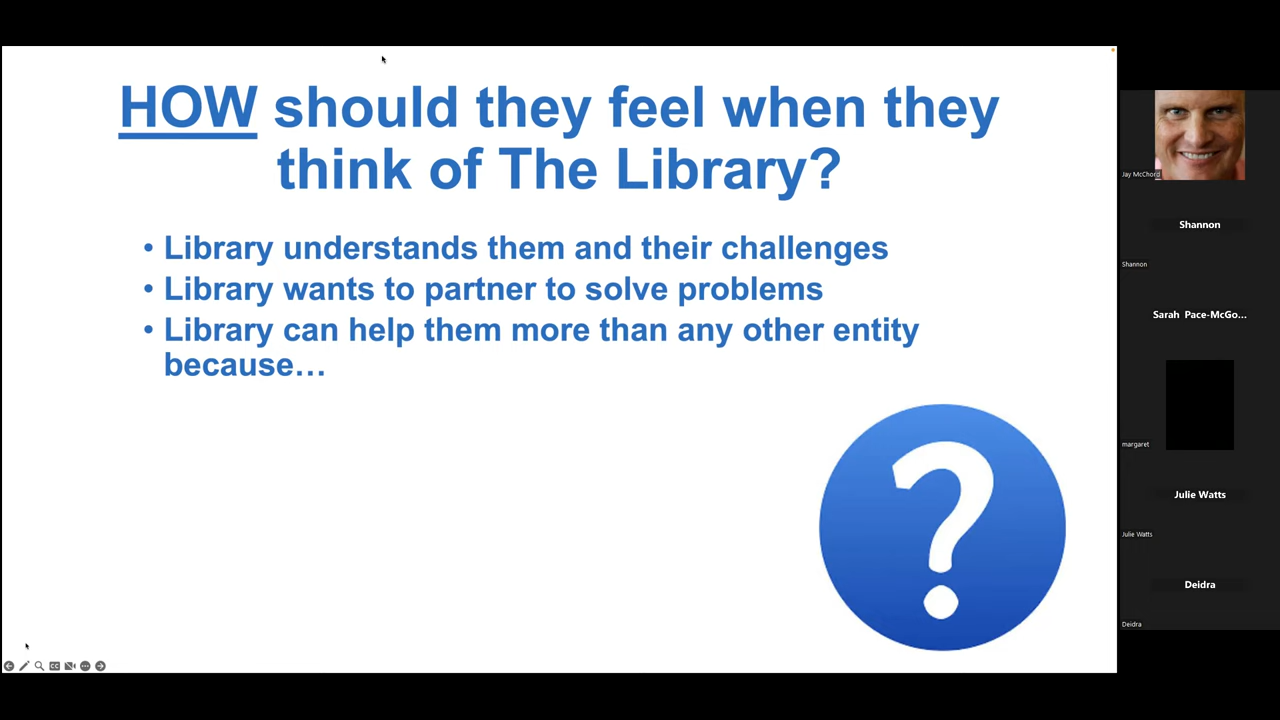 HOW should they feel when they
think of The Library?
• Library understands them and their challenges
• Library wants to partner to solve problems
• Library can help them more than any other entity
because…
?
Jay McChord
Shannon
Shannon
Sarah Pace-McGo...
margaret
Julie Watts
Julie Watts
Deidra
Deidra